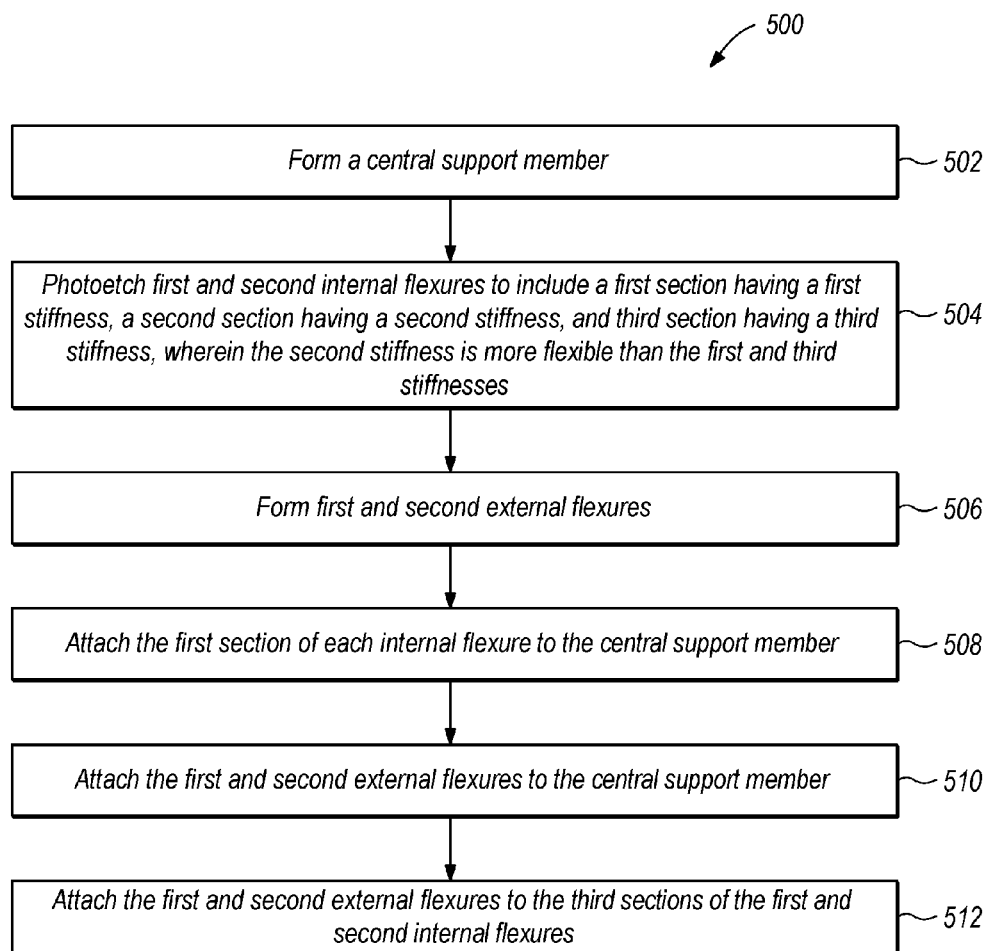 500
Form a central support member
502
Photoetch first and second internal flexures to include a first section having a first
stiffness, a second section having a second stiffness, and third section having a third
stiffness, wherein the second stiffness is more flexible than the first and third
stiffnesses
504
Form first and second external flexures
506
Attach the first section of each internal flexure to the central support member
508
Attach the first and second external flexures to the central support member
510
Attach the first and second external flexures to the third sections of the first and
second internal flexures
512